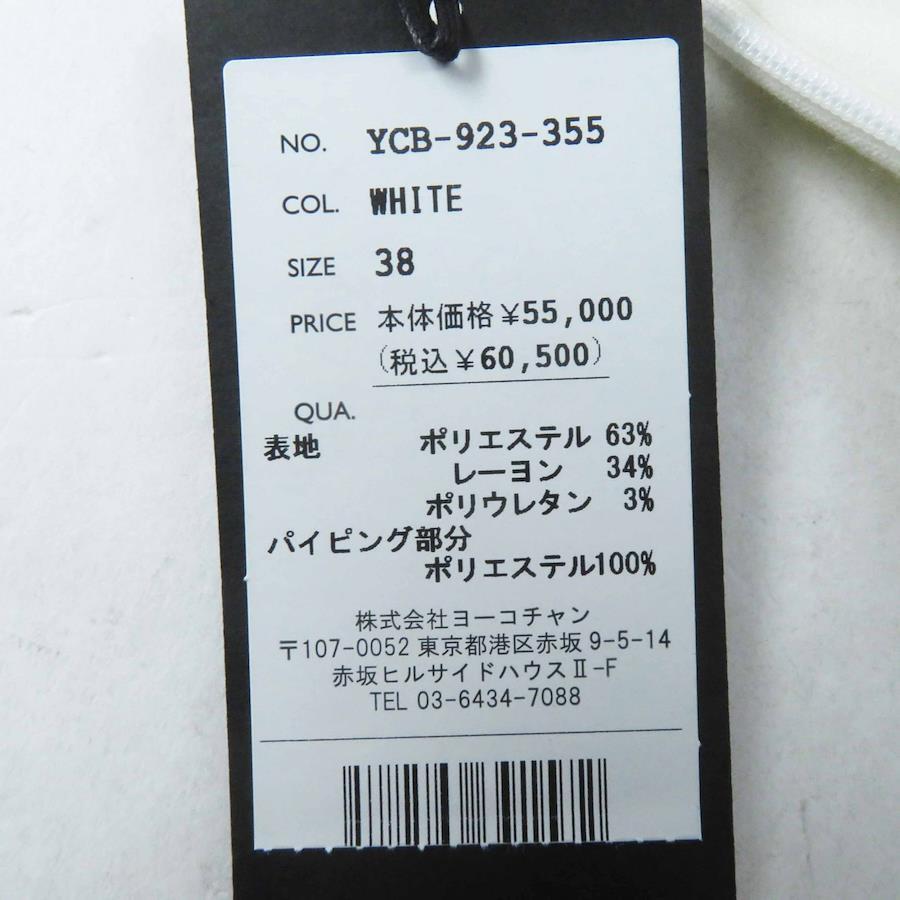 NO. YCB-923-355
COL. WHITE
SIZE 38
PRICE 本体価格￥55,000
(税込￥60,500)
QUA.
表地 ポリエステル 63%
レーヨン 34%
ポリウレタン 3%
パイピング部分
ポリエステル100%
株式会社ヨーコチャン
〒107-0052 東京都港区赤坂 9-5-14
赤坂ヒルサイドハウスⅡ-F
TEL 03-6434-7088